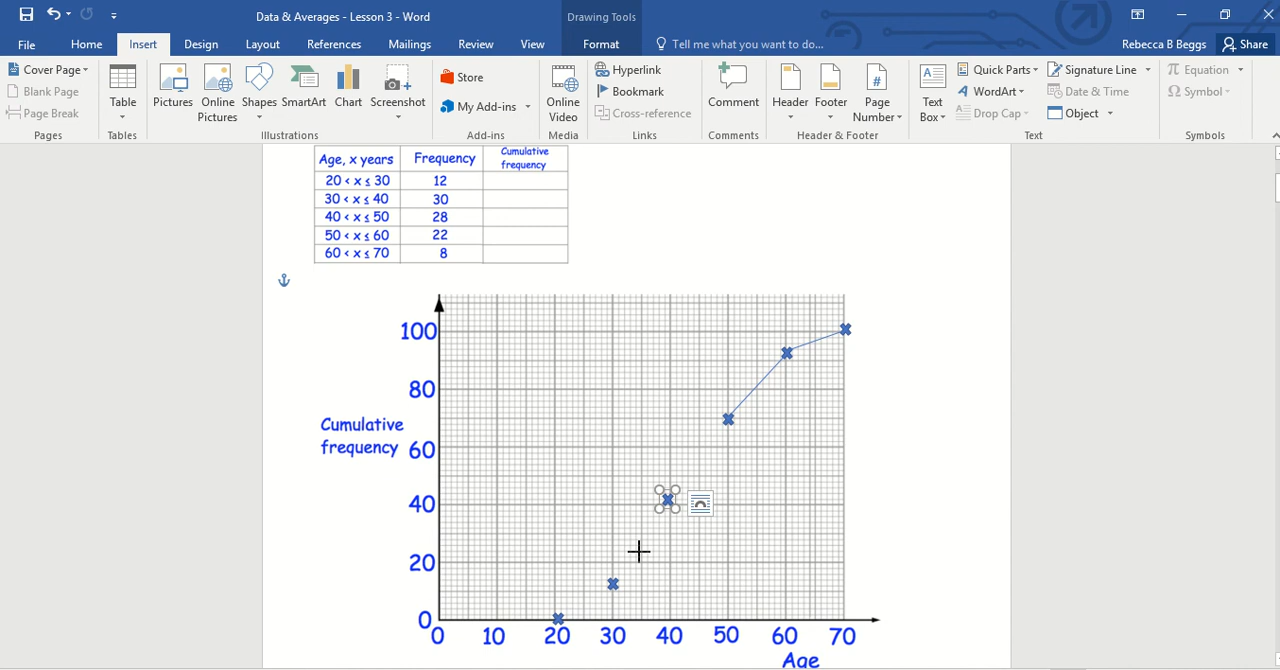 Data & Averages - Lesson 3 - Word
Drawing Tools
File Home Insert Design Layout References Mailings Review View Format Tell me what you want to do... Rebecca B Beggs Share
Cover Page
Blank Page
Page Break
Pages
Table
Tables
Pictures
Online Pictures
Shapes
SmartArt
Chart
Screenshot
Illustrations
Store
My Add-ins
Add-ins
Online Video
Media
Hyperlink
Bookmark
Cross-reference
Links
Comment
Comments
Header
Footer
Page Number
Header & Footer
Text Box
Quick Parts
WordArt
Drop Cap
Signature Line
Date & Time
Object
Text
Equation
Symbol
Symbols
Age, x years Frequency Cumulative frequency
20 < x ≤ 30 12
30 < x ≤ 40 30
40 < x ≤ 50 28
50 < x ≤ 60 22
60 < x ≤ 70 8
100
80
Cumulative
frequency
60
40
20
0
0 10 20 30 40 50 60 70
Age